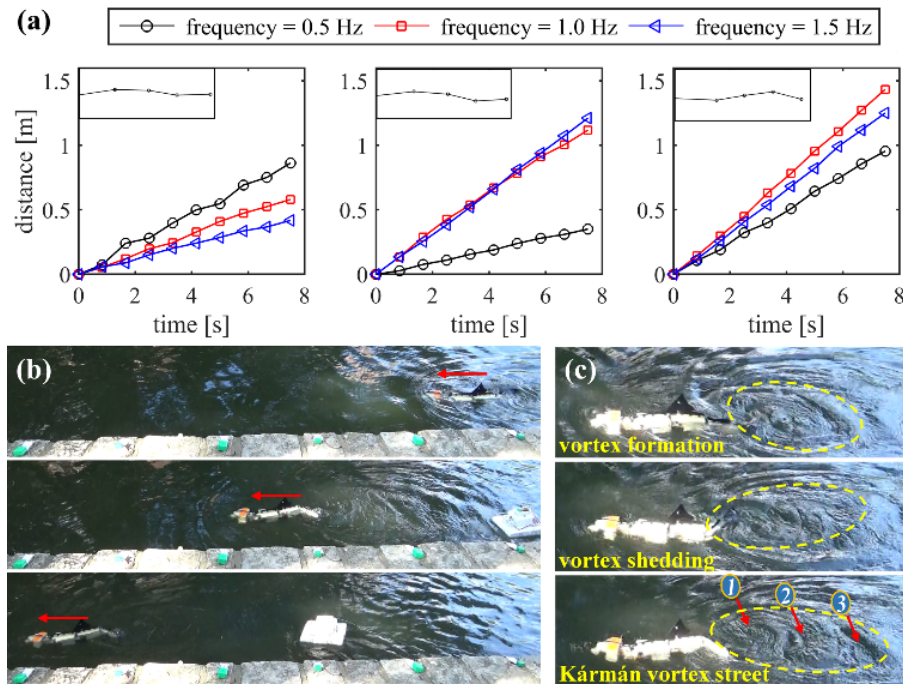 (a)
frequency = 0.5 Hz frequency = 1.0 Hz frequency = 1.5 Hz
distance [m]
1.5
1
0.5
0
0 2 4 6 8
time [s]
1.5
1
0.5
0
0 2 4 6 8
time [s]
1.5
1
0.5
0
0 2 4 6 8
time [s]
(b)
(c)
vortex formation
vortex shedding
1 2 3
Kármán vortex street